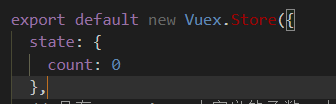 export default new Vuex.Store({
state: {
count: 0
},